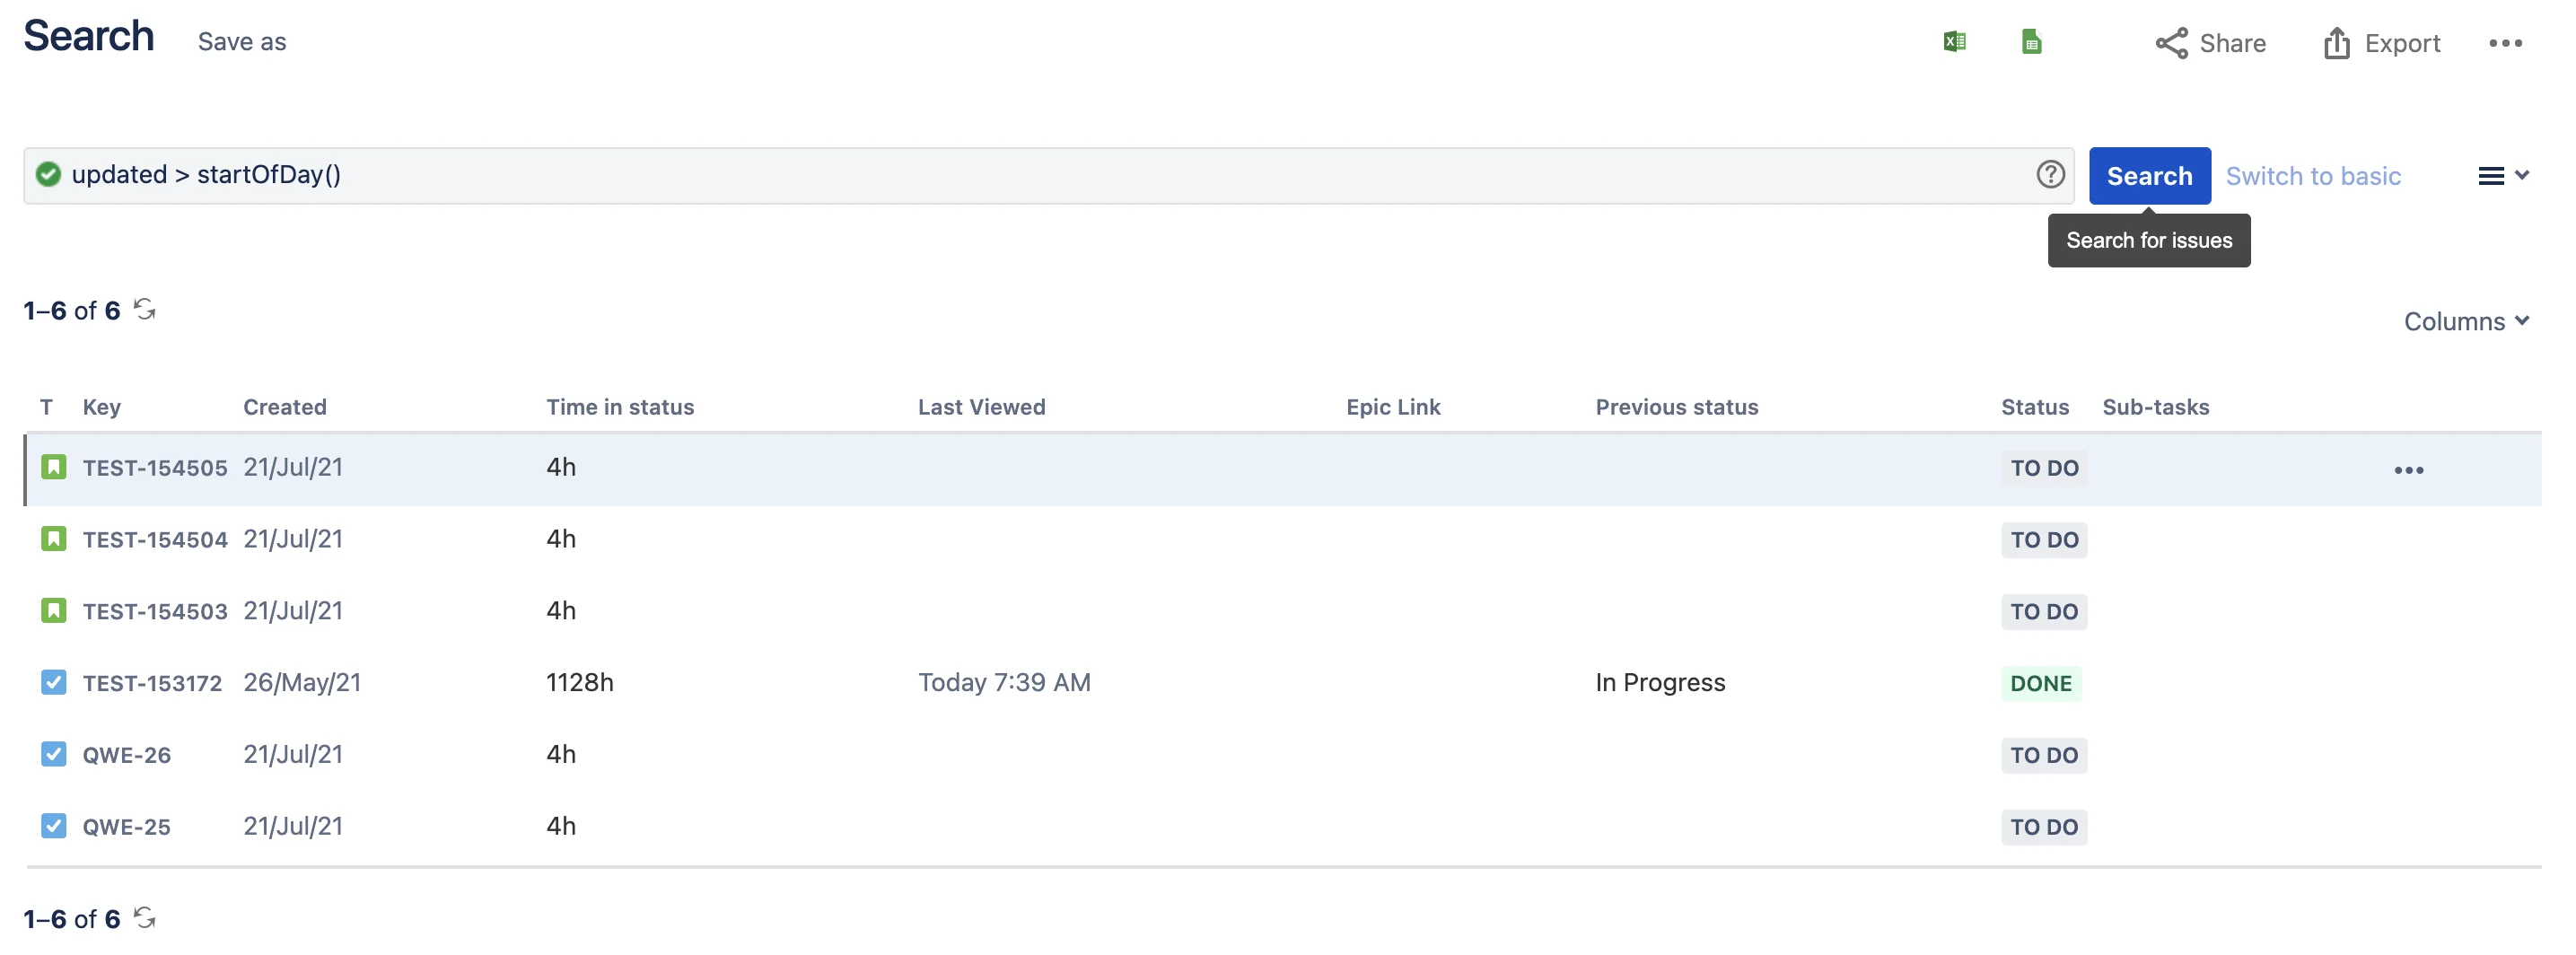 Search Save as Share Export
updated > startOfDay() Search Switch to basic
Search for issues
1–6 of 6
Columns
T Key Created Time in status Last Viewed Epic Link Previous status Status Sub-tasks
TEST-154505 21/Jul/21 4h TO DO
TEST-154504 21/Jul/21 4h TO DO
TEST-154503 21/Jul/21 4h TO DO
TEST-153172 26/May/21 1128h Today 7:39 AM In Progress DONE
QWE-26 21/Jul/21 4h TO DO
QWE-25 21/Jul/21 4h TO DO
1–6 of 6